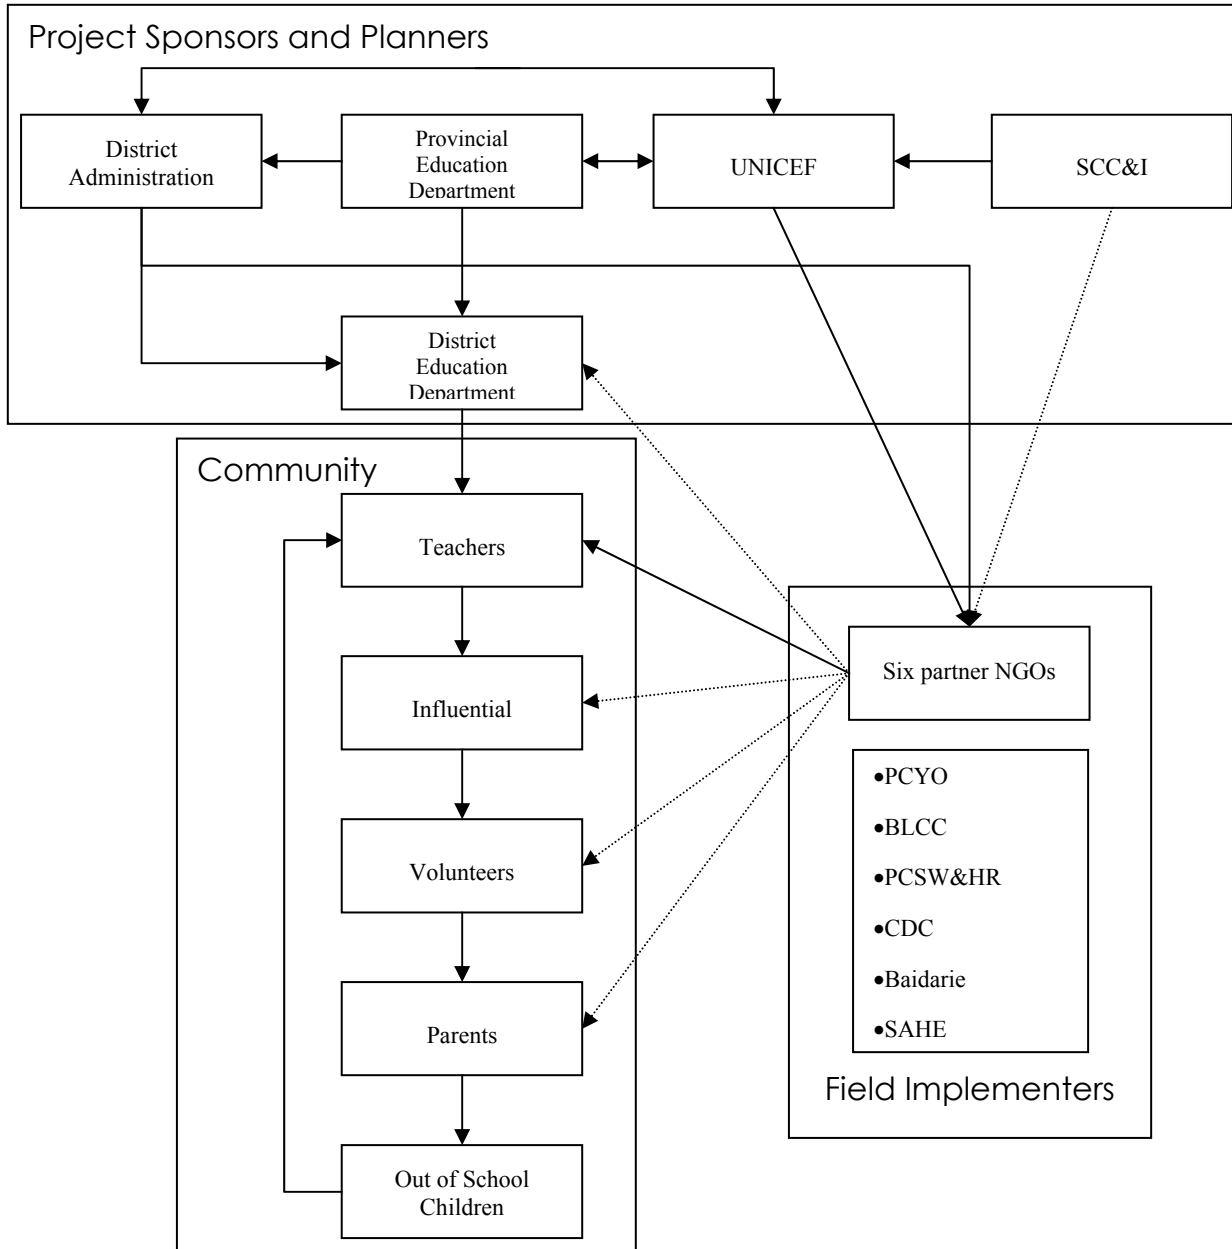 Project Sponsors and Planners
District
Administration
Provincial
Education
Department
UNICEF
SCC&I
District
Education
Department
Community
Teachers
Influential
Volunteers
Parents
Out of School
Children
Six partner NGOs
•PCYO
•BLCC
•PCSW&HR
•CDC
•Baidarie
•SAHE
Field Implementers